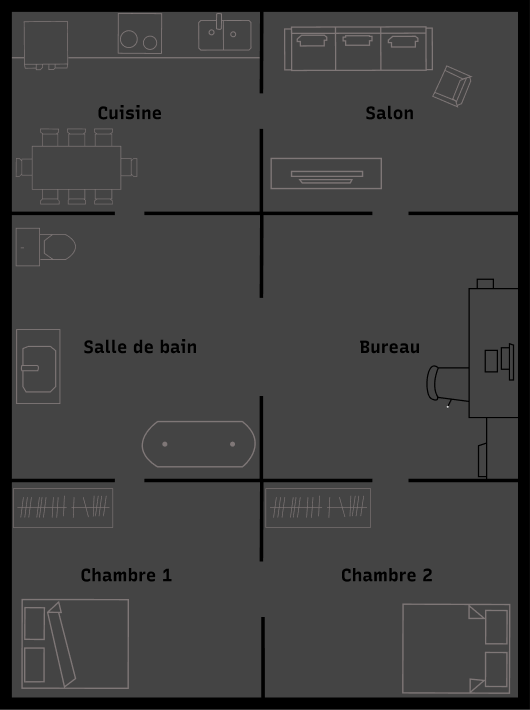 Cuisine
Salon
Salle de bain
Bureau
Chambre 1
Chambre 2